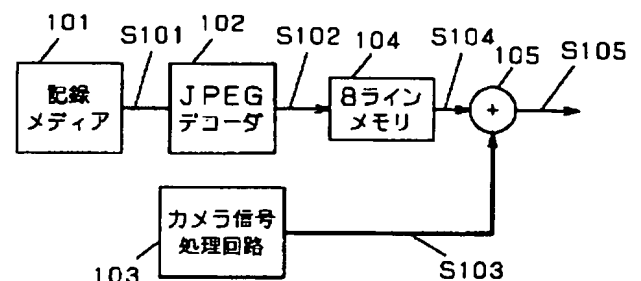 101
S101
102
S102
104
S104
105
S105
記録
メディア
JPEG
デコーダ
8ライン
メモリ
+
カメラ信号
処理回路
103
S103